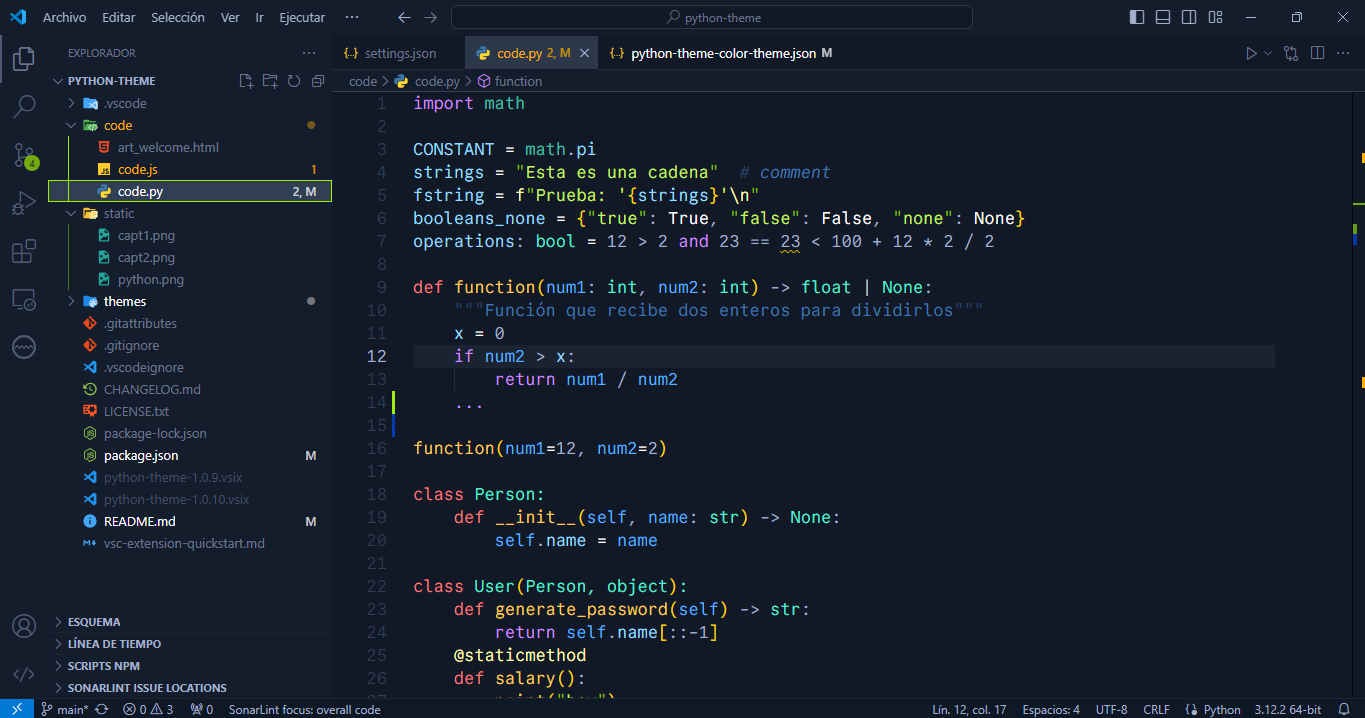 Archivo Editar Selección Ver Ir Ejecutar ··· python-theme
EXPLORADOR ···
PYTHON-THEME
.vscode
code
art_welcome.html
code.js 1
code.py 2, M
static
capt1.png
capt2.png
python.png
themes
.gitattributes
.gitignore
.vscodeignore
CHANGELOG.md
LICENSE.txt
package-lock.json
package.json M
python-theme-1.0.9.vsix
python-theme-1.0.10.vsix
README.md M
vsc-extension-quickstart.md
ESQUEMA
LÍNEA DE TIEMPO
SCRIPTS NPM
SONARLINT ISSUE LOCATIONS
4
settings.json code.py 2, M python-theme-color-theme.json M
code > code.py > function
1 import math
2
3 CONSTANT = math.pi
4 strings = "Esta es una cadena"  # comment
5 fstring = f"Prueba: '{strings}'\n"
6 booleans_none = {"true": True, "false": False, "none": None}
7 operations: bool = 12 > 2 and 23 == 23 < 100 + 12 * 2 / 2
8
9 def function(num1: int, num2: int) -> float | None:
10     """Función que recibe dos enteros para dividirlos"""
11     x = 0
12     if num2 > x:
13         return num1 / num2
14     ...
15
16 function(num1=12, num2=2)
17
18 class Person:
19     def __init__(self, name: str) -> None:
20         self.name = name
21
22 class User(Person, object):
23     def generate_password(self) -> str:
24         return self.name[::-1]
25     @staticmethod
26     def salary():
main* 0 3 0 SonarLint focus: overall code Lín. 12, col. 17 Espacios: 4 UTF-8 CRLF Python 3.12.2 64-bit